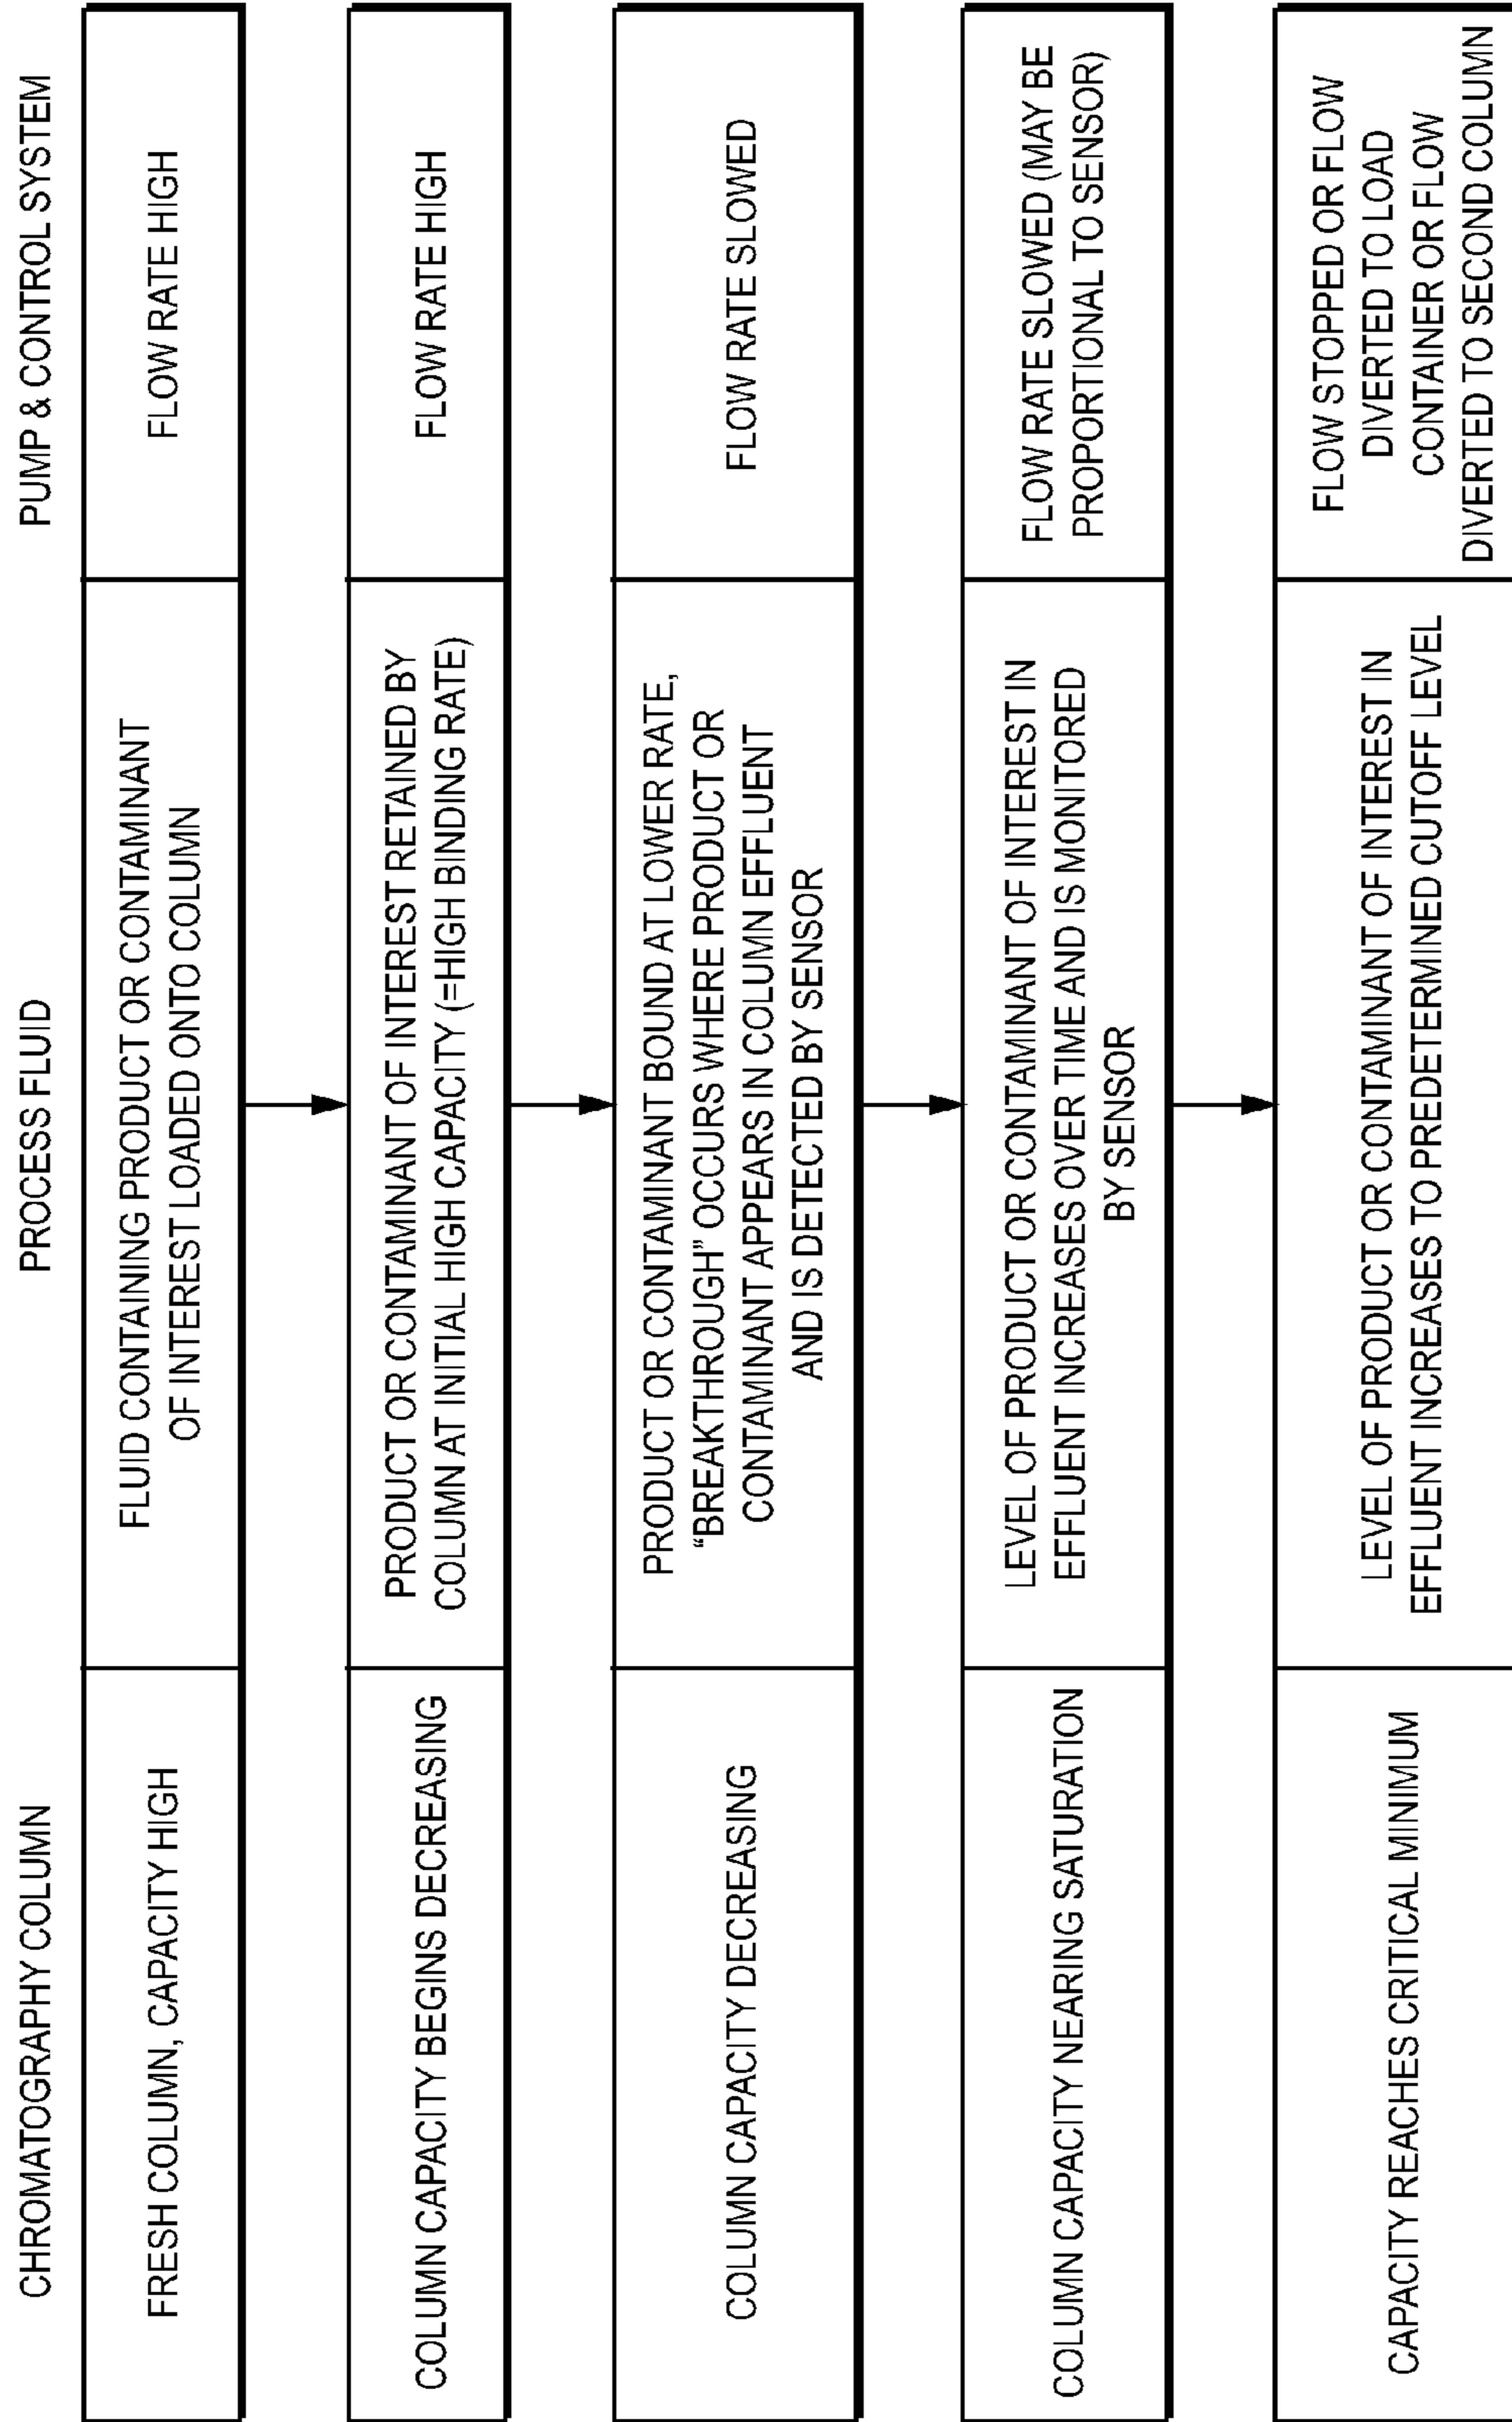 CHROMATOGRAPHY COLUMN
PROCESS FLUID
PUMP & CONTROL SYSTEM
FRESH COLUMN, CAPACITY HIGH
FLUID CONTAINING PRODUCT OR CONTAMINANT
OF INTEREST LOADED ONTO COLUMN
FLOW RATE HIGH
COLUMN CAPACITY BEGINS DECREASING
PRODUCT OR CONTAMINANT OF INTEREST RETAINED BY
COLUMN AT INITIAL HIGH CAPACITY (=HIGH BINDING RATE)
FLOW RATE HIGH
COLUMN CAPACITY DECREASING
PRODUCT OR CONTAMINANT BOUND AT LOWER RATE,
“BREAKTHROUGH” OCCURS WHERE PRODUCT OR
CONTAMINANT APPEARS IN COLUMN EFFLUENT
AND IS DETECTED BY SENSOR
FLOW RATE SLOWED
COLUMN CAPACITY NEARING SATURATION
LEVEL OF PRODUCT OR CONTAMINANT OF INTEREST IN
EFFLUENT INCREASES OVER TIME AND IS MONITORED
BY SENSOR
FLOW RATE SLOWED (MAY BE
PROPORTIONAL TO SENSOR)
CAPACITY REACHES CRITICAL MINIMUM
LEVEL OF PRODUCT OR CONTAMINANT OF INTEREST IN
EFFLUENT INCREASES TO PREDETERMINED CUTOFF LEVEL
FLOW STOPPED OR FLOW
DIVERTED TO LOAD
CONTAINER OR FLOW
DIVERTED TO SECOND COLUMN